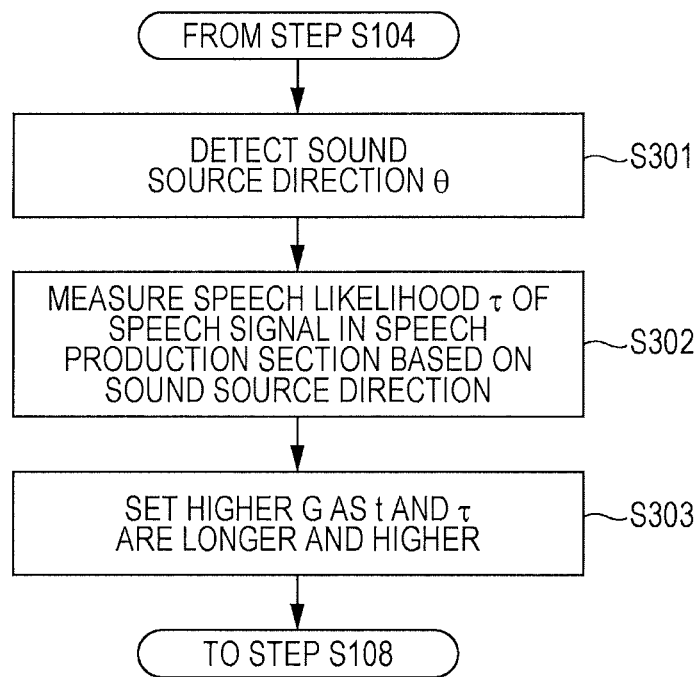 FROM STEP S104
DETECT SOUND
SOURCE DIRECTION θ
S301
MEASURE SPEECH LIKELIHOOD τ OF
SPEECH SIGNAL IN SPEECH
PRODUCTION SECTION BASED ON
SOUND SOURCE DIRECTION
S302
SET HIGHER G AS t AND τ
ARE LONGER AND HIGHER
S303
TO STEP S108